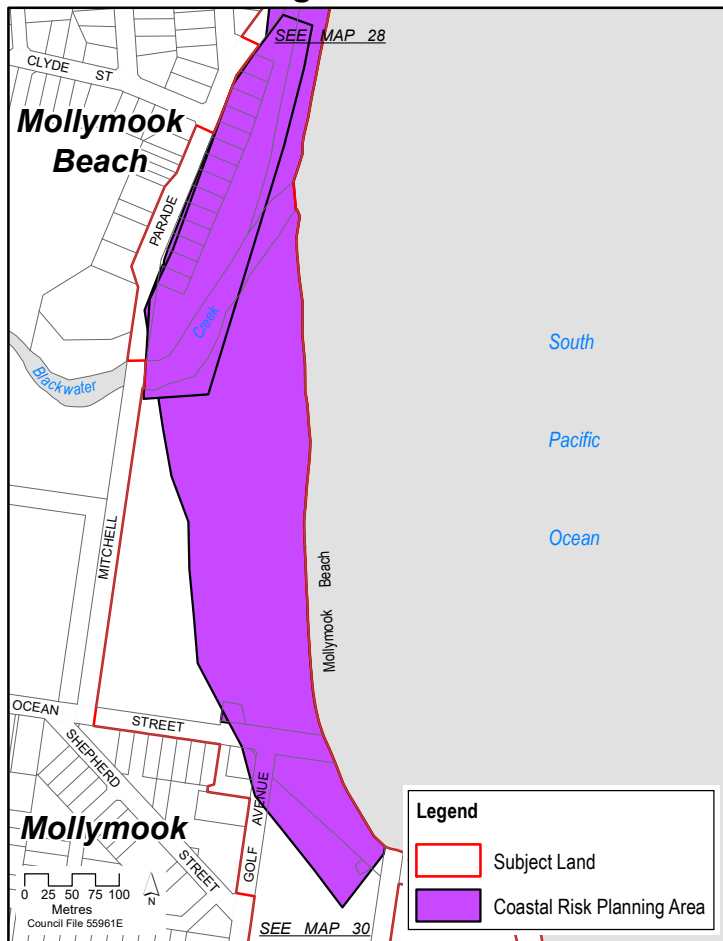 SEE MAP 28
CLYDE ST
Mollymook
Beach
PARADE
Creek
Blackwater
South
Pacific
Ocean
MITCHELL
Mollymook Beach
OCEAN STREET
SHEPHERD STREET
GOLF AVENUE
Mollymook
0 25 50 75 100
Metres
Council File 55961E
N
SEE MAP 30
Legend
Subject Land
Coastal Risk Planning Area